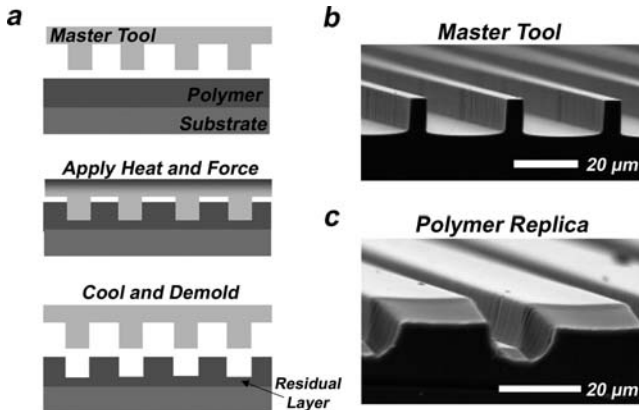 a
Master Tool
Polymer
Substrate
Apply Heat and Force
Cool and Demold
Residual
Layer
b
Master Tool
20 µm
c
Polymer Replica
20 µm